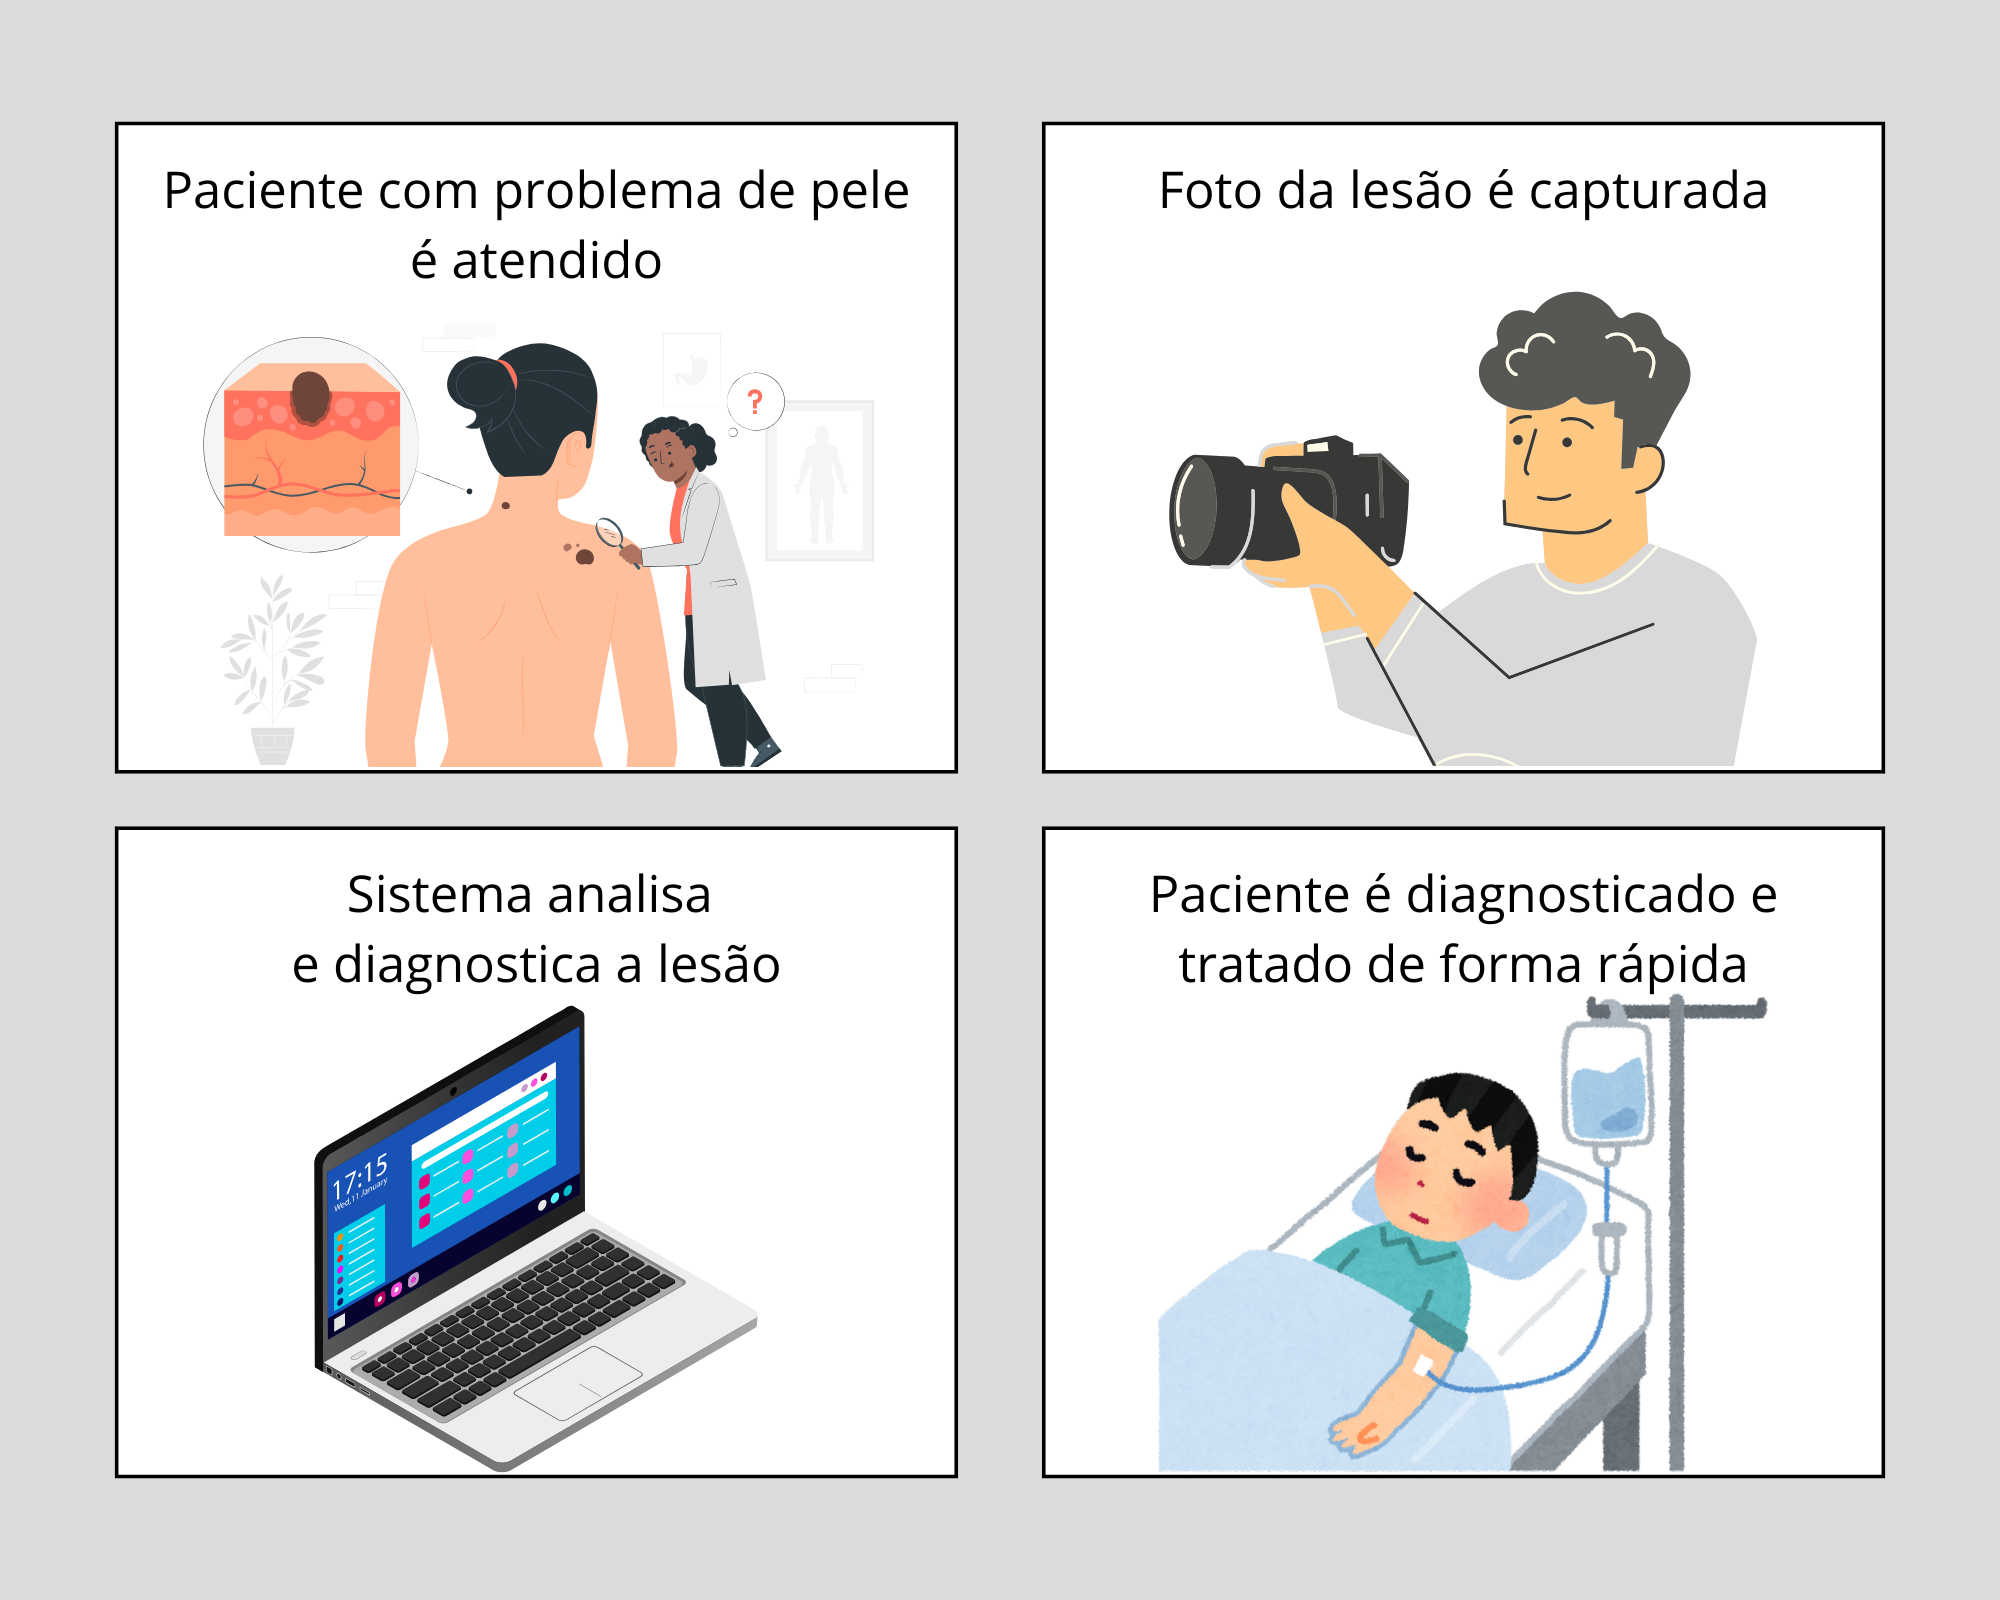 Paciente com problema de pele
é atendido
?
Foto da lesão é capturada
Sistema analisa
e diagnostica a lesão
17:15
Wed,11 January
Paciente é diagnosticado e
tratado de forma rápida